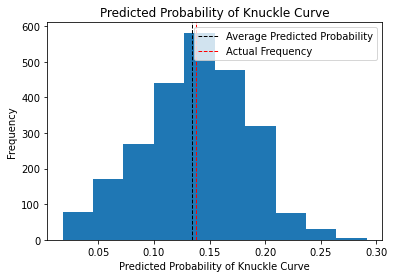 Predicted Probability of Knuckle Curve
600
500
400
300
200
100
0
Frequency
Average Predicted Probability
Actual Frequency
0.05 0.10 0.15 0.20 0.25 0.30
Predicted Probability of Knuckle Curve